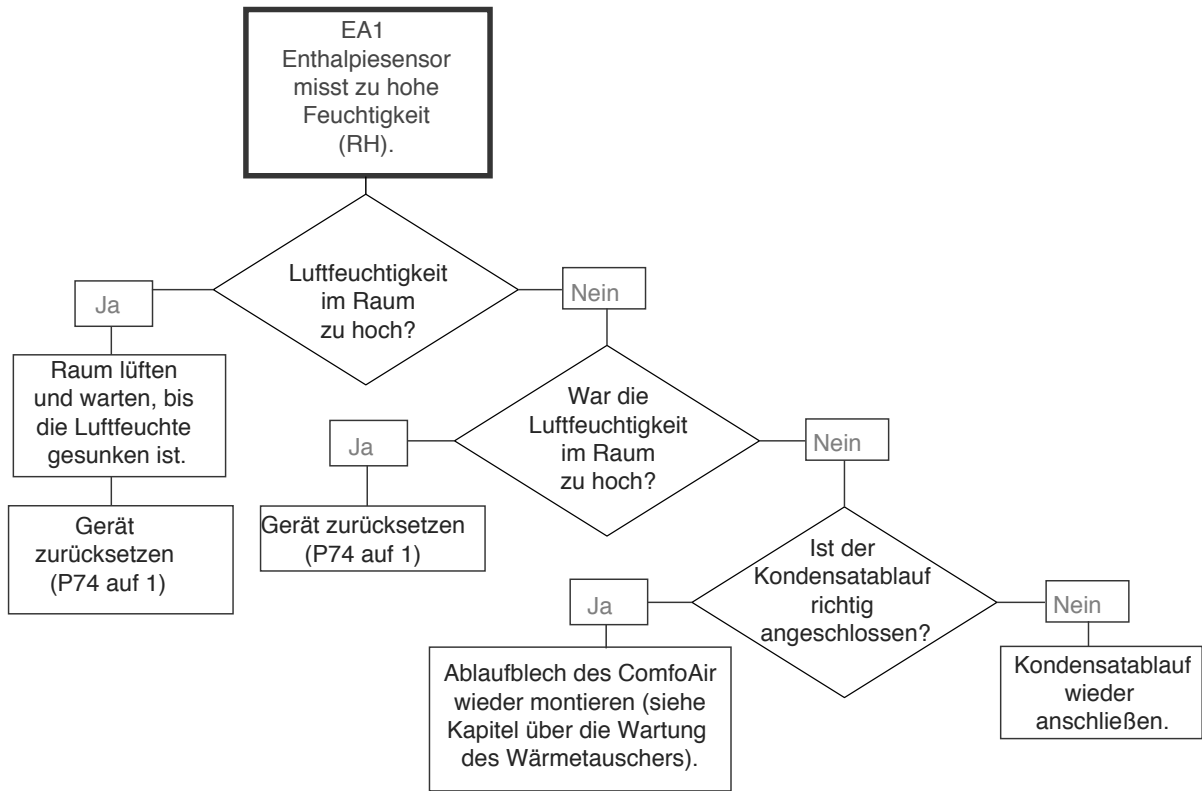 EA1
Enthalpiesensor
misst zu hohe
Feuchtigkeit
(RH).
Luftfeuchtigkeit
im Raum
zu hoch?
Ja
Nein
Raum lüften
und warten, bis
die Luftfeuchte
gesunken ist.
Gerät
zurücksetzen
(P74 auf 1)
War die
Luftfeuchtigkeit
im Raum
zu hoch?
Ja
Nein
Gerät zurücksetzen
(P74 auf 1)
Ist der
Kondensatablauf
richtig
angeschlossen?
Ja
Nein
Ablaufblech des ComfoAir
wieder montieren (siehe
Kapitel über die Wartung
des Wärmetauschers).
Kondensatablauf
wieder
anschließen.